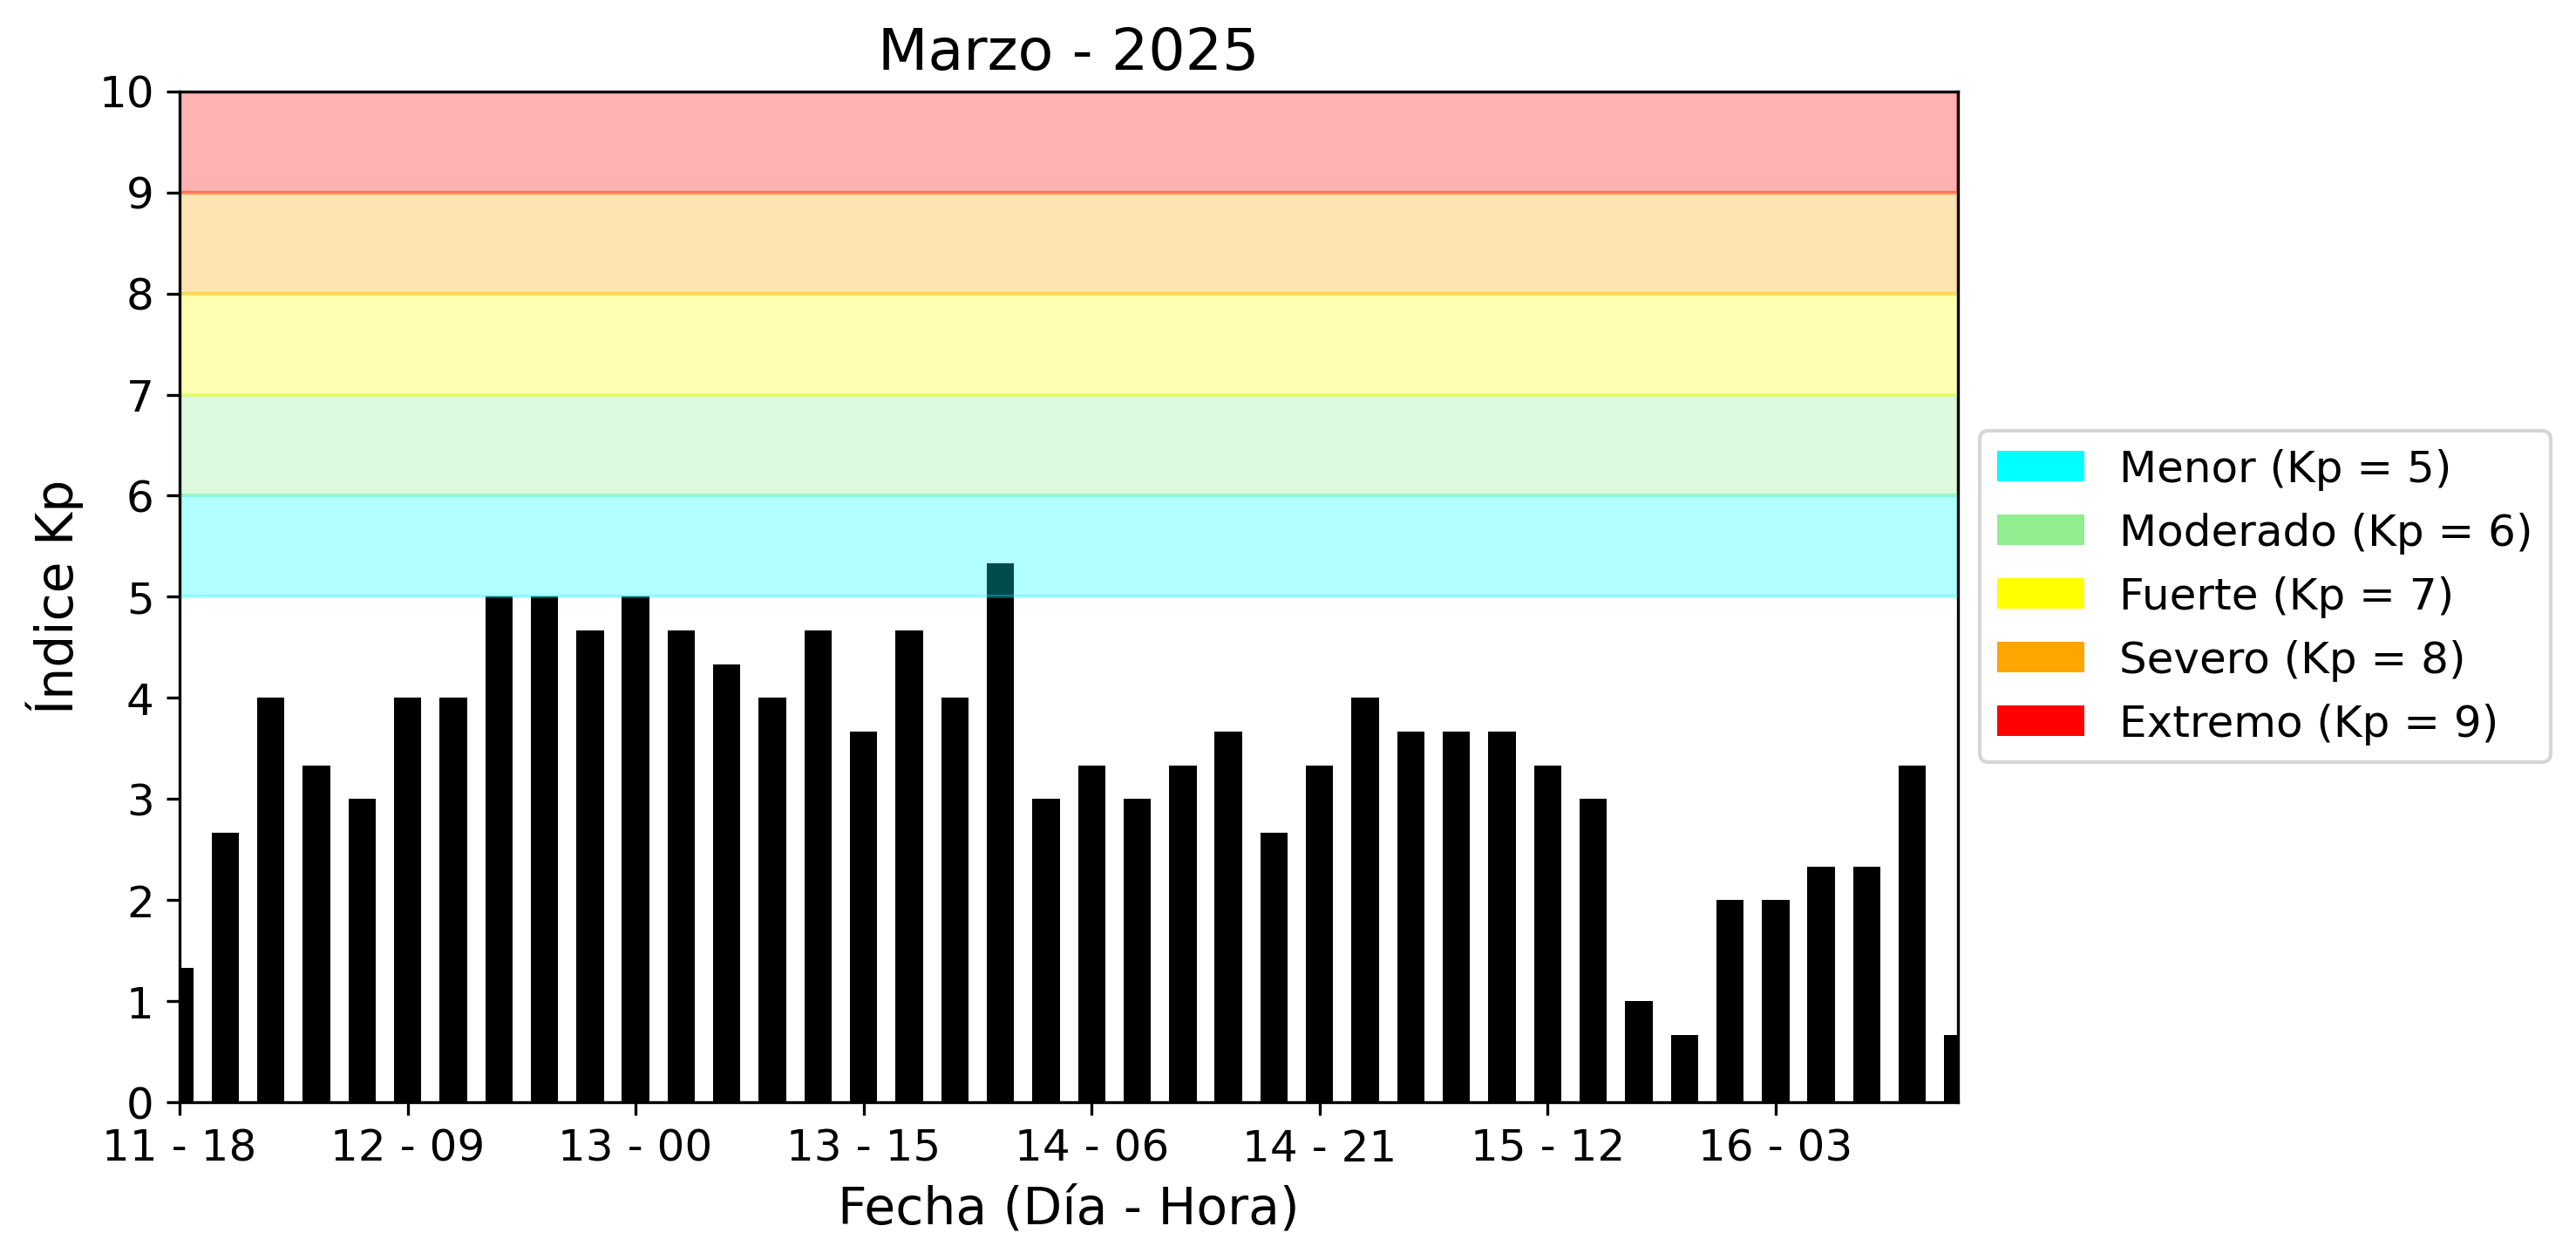 Marzo - 2025
10
9
8
7
6
5
4
3
2
1
0
Índice Kp
11 - 18
12 - 09
13 - 00
13 - 15
14 - 06
14 - 21
15 - 12
16 - 03
Fecha (Día - Hora)
Menor (Kp = 5)
Moderado (Kp = 6)
Fuerte (Kp = 7)
Severo (Kp = 8)
Extremo (Kp = 9)